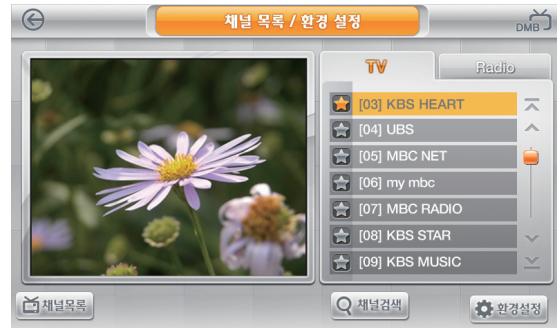 채널 목록 / 환경 설정
DMB
TV
Radio
[03] KBS HEART
[04] UBS
[05] MBC NET
[06] my mbc
[07] MBC RADIO
[08] KBS STAR
[09] KBS MUSIC
채널목록
채널검색
환경설정